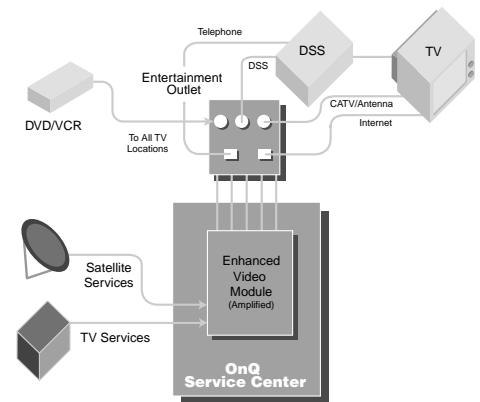 Telephone
DSS
TV
DSS
Entertainment
Outlet
CATV/Antenna
DVD/VCR
Internet
To All TV
Locations
Enhanced
Video
Module
(Amplified)
Satellite
Services
TV Services
OnQ
Service Center